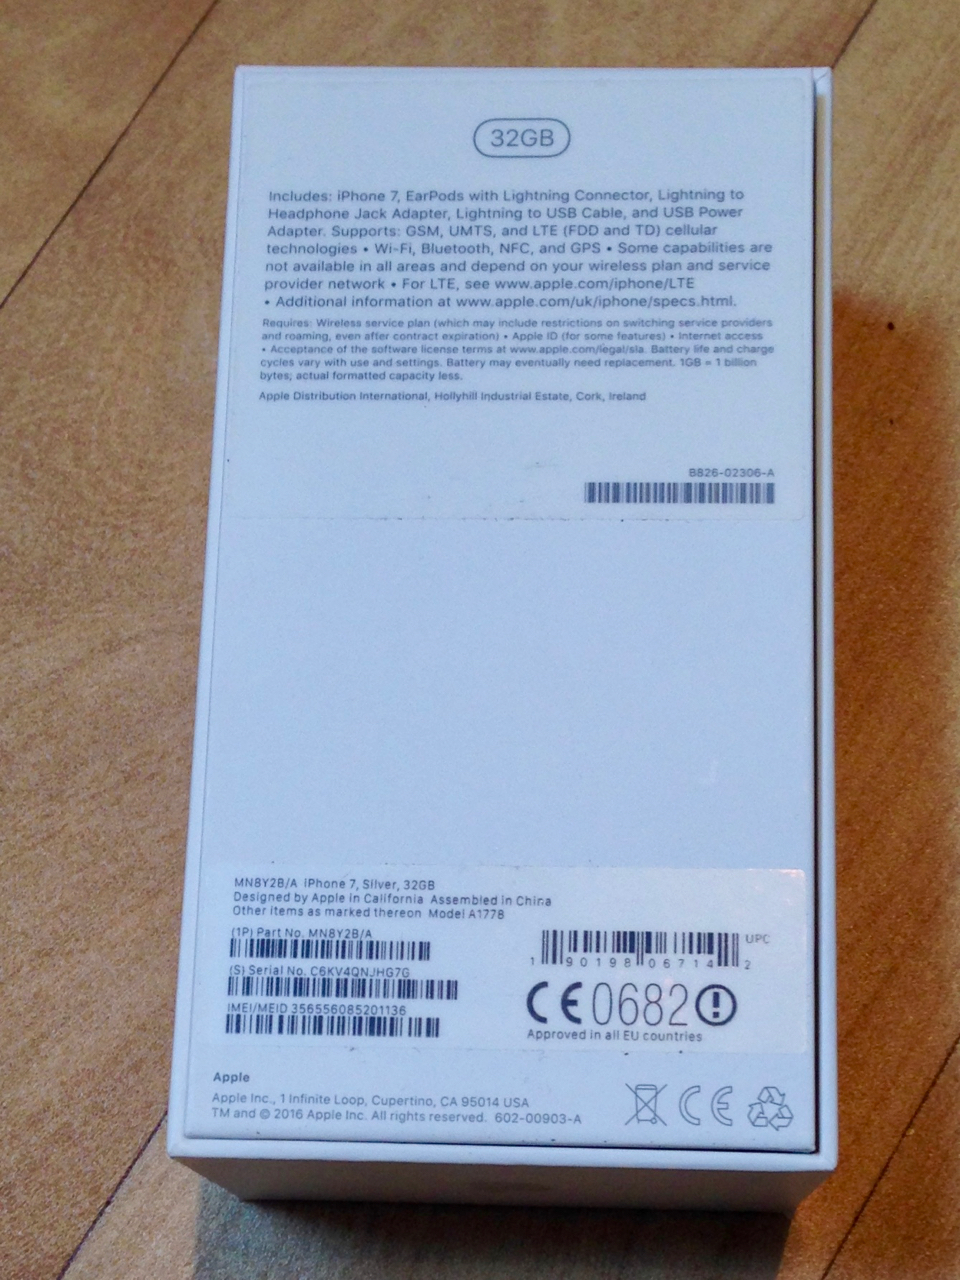 32GB
Includes: iPhone 7, EarPods with Lightning Connector, Lightning to
Headphone Jack Adapter, Lightning to USB Cable, and USB Power
Adapter. Supports: GSM, UMTS, and LTE (FDD and TD) cellular
technologies • Wi-Fi, Bluetooth, NFC, and GPS • Some capabilities are
not available in all areas and depend on your wireless plan and service
provider network • For LTE, see www.apple.com/iphone/LTE
• Additional information at www.apple.com/uk/iphone/specs.html.
Requires: Wireless service plan (which may include restrictions on switching service providers
and roaming, even after contract expiration) • Apple ID (for some features) • Internet access
• Acceptance of the software license terms at www.apple.com/legal/sla. Battery life and charge
cycles vary with use and settings. Battery may eventually need replacement. 1GB = 1 billion
bytes; actual formatted capacity less.
Apple Distribution International, Hollyhill Industrial Estate, Cork, Ireland
B826-02306-A
MN8Y2B/A iPhone 7, Silver, 32GB
Designed by Apple in California Assembled in China
Other items as marked thereon Model A1778
(1P) Part No. MN8Y2B/A
(S) Serial No. C6KV4QNJHG7G
IMEI/MEID 356556085201136
UPC
1 90198 06714 2
CE0682
Approved in all EU countries
Apple
Apple Inc., 1 Infinite Loop, Cupertino, CA 95014 USA
TM and © 2016 Apple Inc. All rights reserved. 602-00903-A
CE